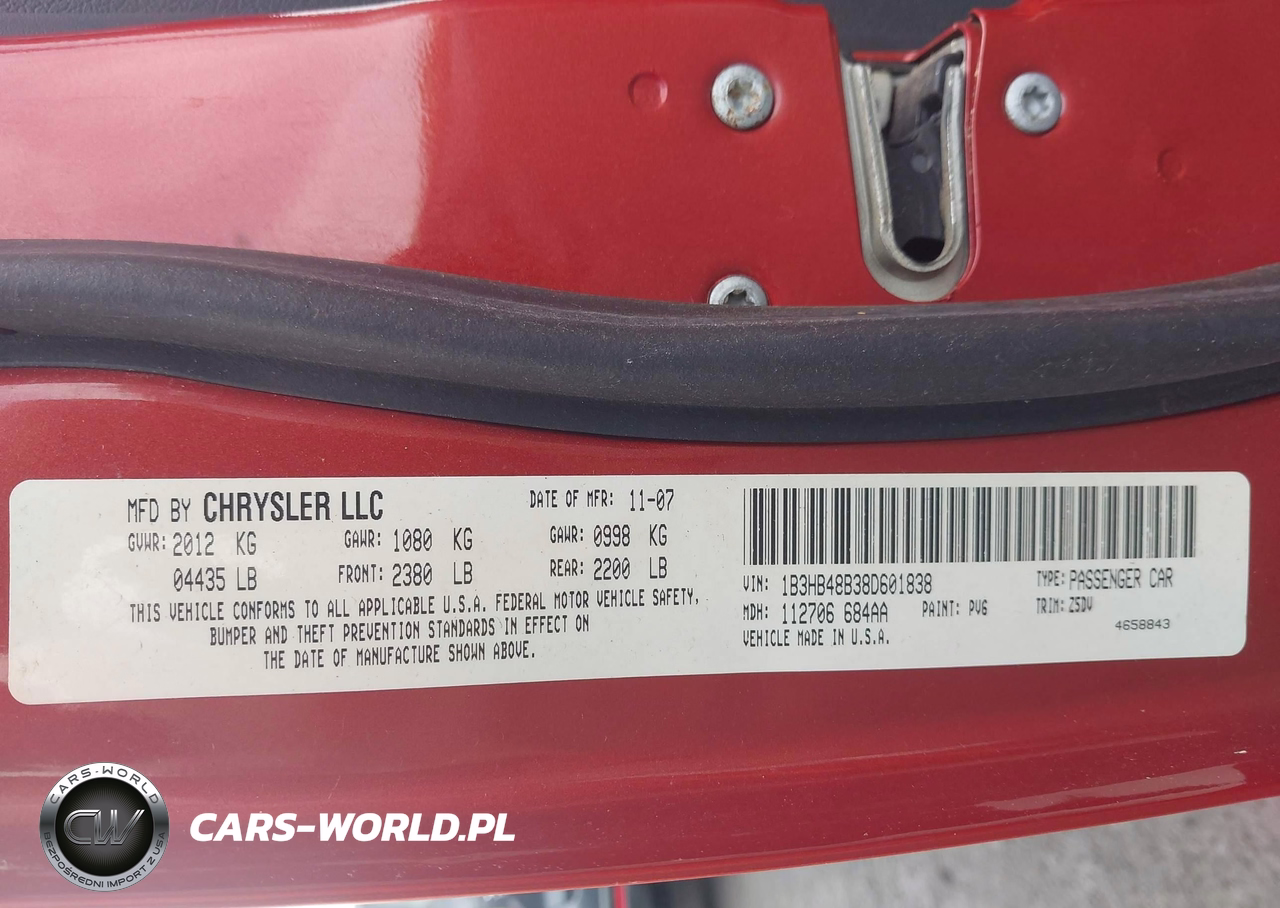 MFD BY CHRYSLER LLC
DATE OF MFR: 11-07
GVWR: 2012 KG
GAWR: 1080 KG
GAWR: 0998 KG
04435 LB
FRONT: 2380 LB
REAR: 2200 LB
THIS VEHICLE CONFORMS TO ALL APPLICABLE U.S.A. FEDERAL MOTOR VEHICLE SAFETY,
BUMPER AND THEFT PREVENTION STANDARDS IN EFFECT ON
THE DATE OF MANUFACTURE SHOWN ABOVE.
VIN: 1B3HB48B38D601838
TYPE: PASSENGER CAR
MDH: 112706 684AA
PAINT: PV6
TRIM: Z5DV
VEHICLE MADE IN U.S.A.
4658843
CARS-WORLD
CW
BEZPOŚREDNI IMPORT Z USA
CARS-WORLD.PL